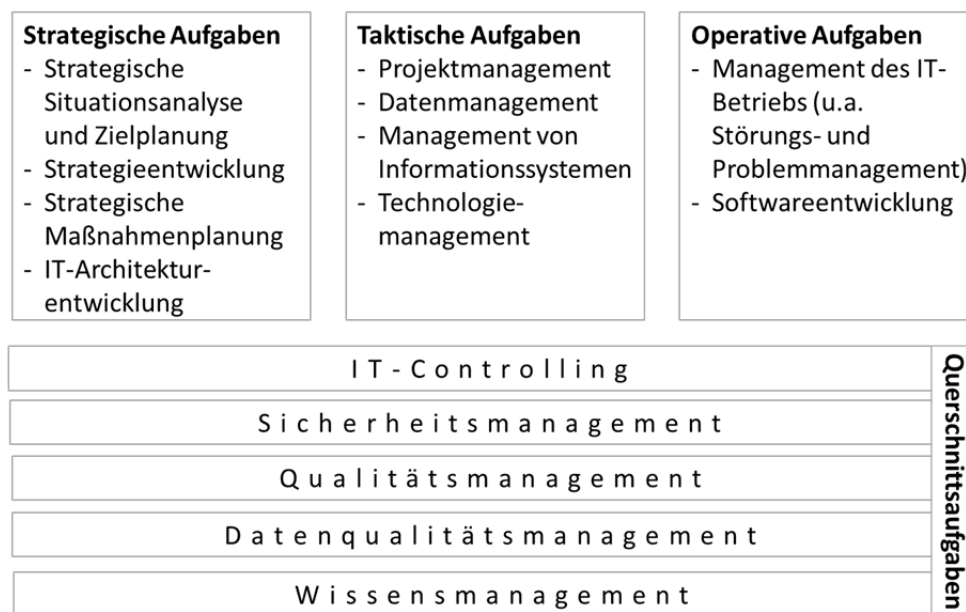 Strategische Aufgaben
- Strategische
Situationsanalyse
und Zielplanung
- Strategieentwicklung
- Strategische
Maßnahmenplanung
- IT-Architektur-
entwicklung
Taktische Aufgaben
- Projektmanagement
- Datenmanagement
- Management von
Informationssystemen
- Technologie-
management
Operative Aufgaben
- Management des IT-
Betriebs (u.a.
Störungs- und
Problemmanagement)
- Softwareentwicklung
IT-Controlling
Sicherheitsmanagement
Qualitätsmanagement
Datenqualitätsmanagement
Wissensmanagement
Querschnittsaufgaben